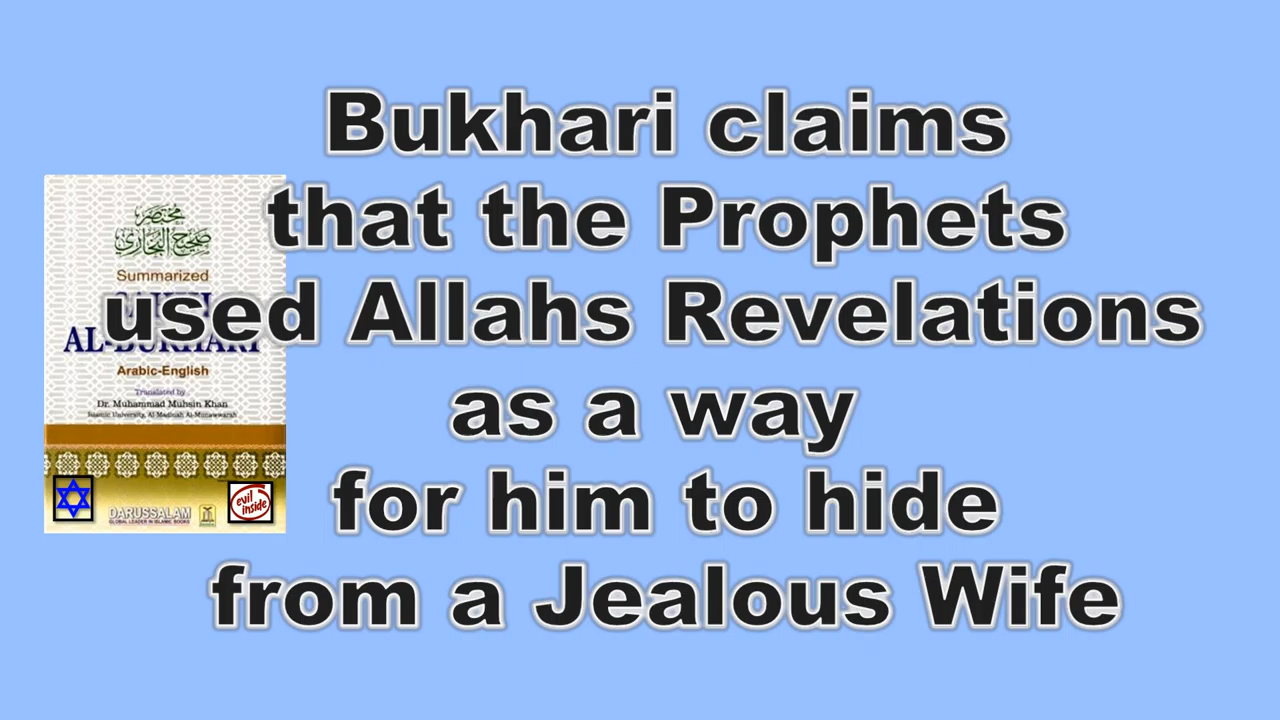 Bukhari claims
that the Prophets
used Allahs Revelations
as a way
for him to hide
from a Jealous Wife
مختصر
صحيح البخاري
Summarized
AL-BUKHARI
Arabic-English
Translated by
Dr. Muhammad Muhsin Khan
Islamic University, Al-Madinah Al-Munawwarah
evil
inside
DARUSSALAM
GLOBAL LEADER IN ISLAMIC BOOKS